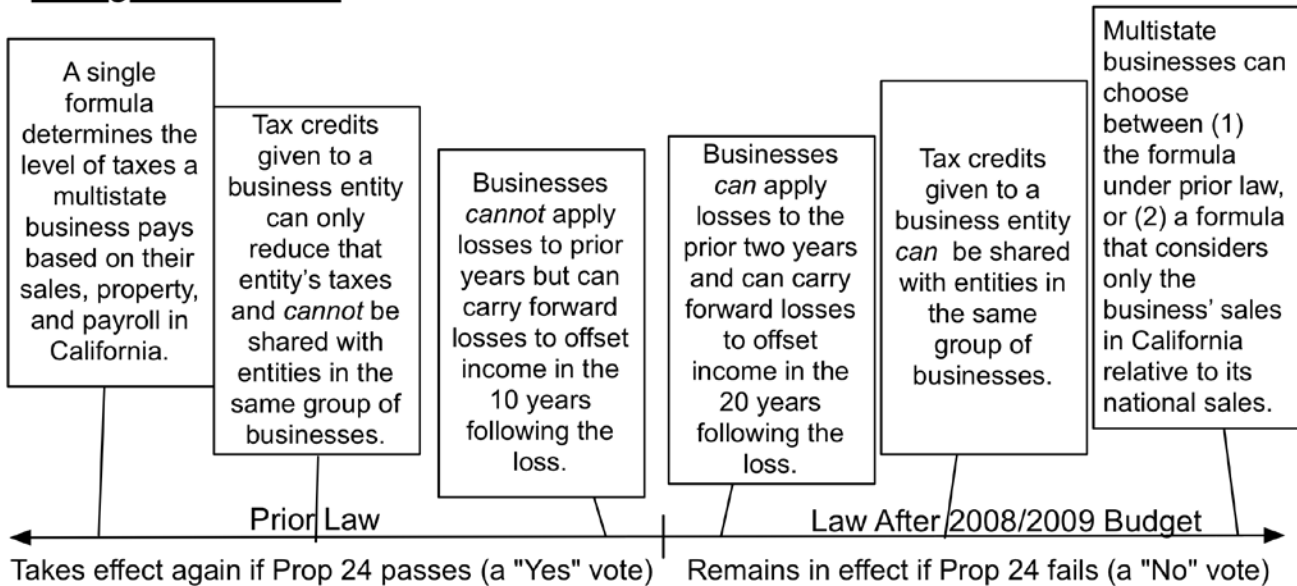 A single
formula
determines the
level of taxes a
multistate
business pays
based on their
sales, property,
and payroll in
California.
Tax credits
given to a
business entity
can only
reduce that
entity's taxes
and cannot be
shared with
entities in the
same group of
businesses.
Businesses
cannot apply
losses to prior
years but can
carry forward
losses to offset
income in the
10 years
following the
loss.
Businesses
can apply
losses to the
prior two years
and can carry
forward losses
to offset
income in the
20 years
following the
loss.
Tax credits
given to a
business entity
can be shared
with entities in
the same
group of
businesses.
Multistate
businesses can
choose
between (1)
the formula
under prior law,
or (2) a formula
that considers
only the
business' sales
in California
relative to its
national sales.
Prior Law
Law After 2008/2009 Budget
Takes effect again if Prop 24 passes (a "Yes" vote)
Remains in effect if Prop 24 fails (a "No" vote)